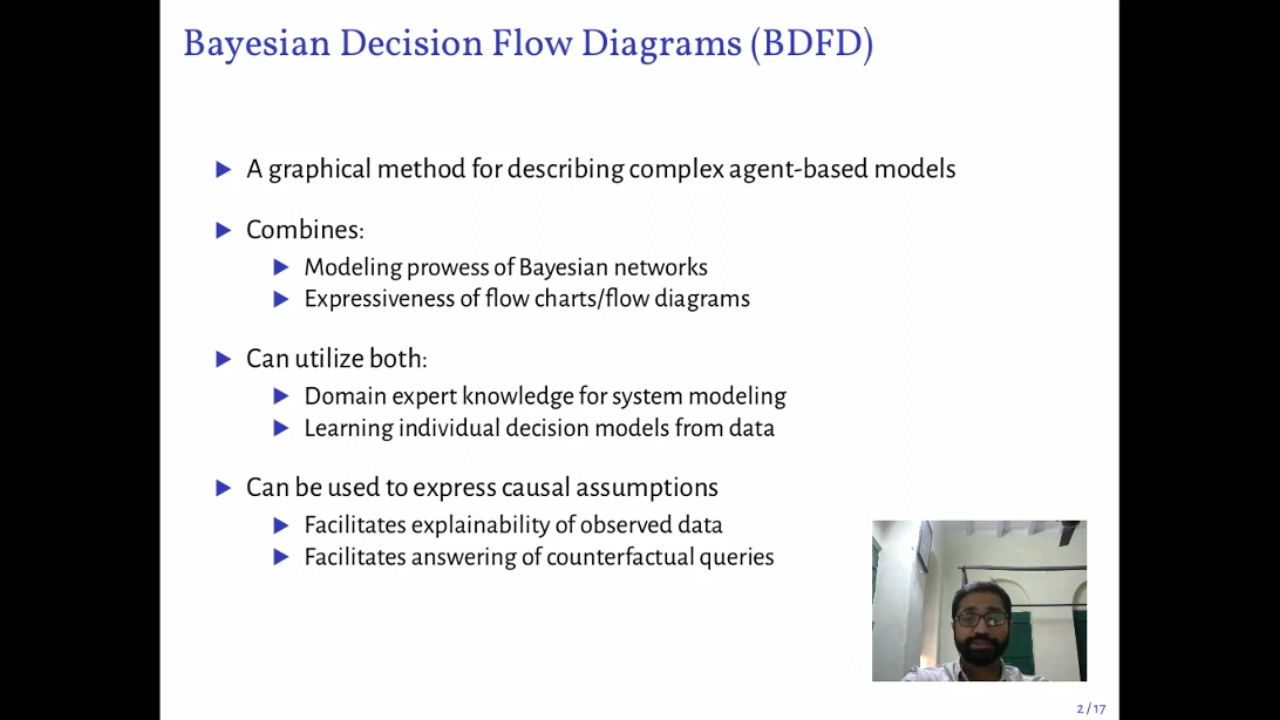 Bayesian Decision Flow Diagrams (BDFD)
A graphical method for describing complex agent-based models
Combines:
Modeling prowess of Bayesian networks
Expressiveness of flow charts/flow diagrams
Can utilize both:
Domain expert knowledge for system modeling
Learning individual decision models from data
Can be used to express causal assumptions
Facilitates explainability of observed data
Facilitates answering of counterfactual queries
2 / 17